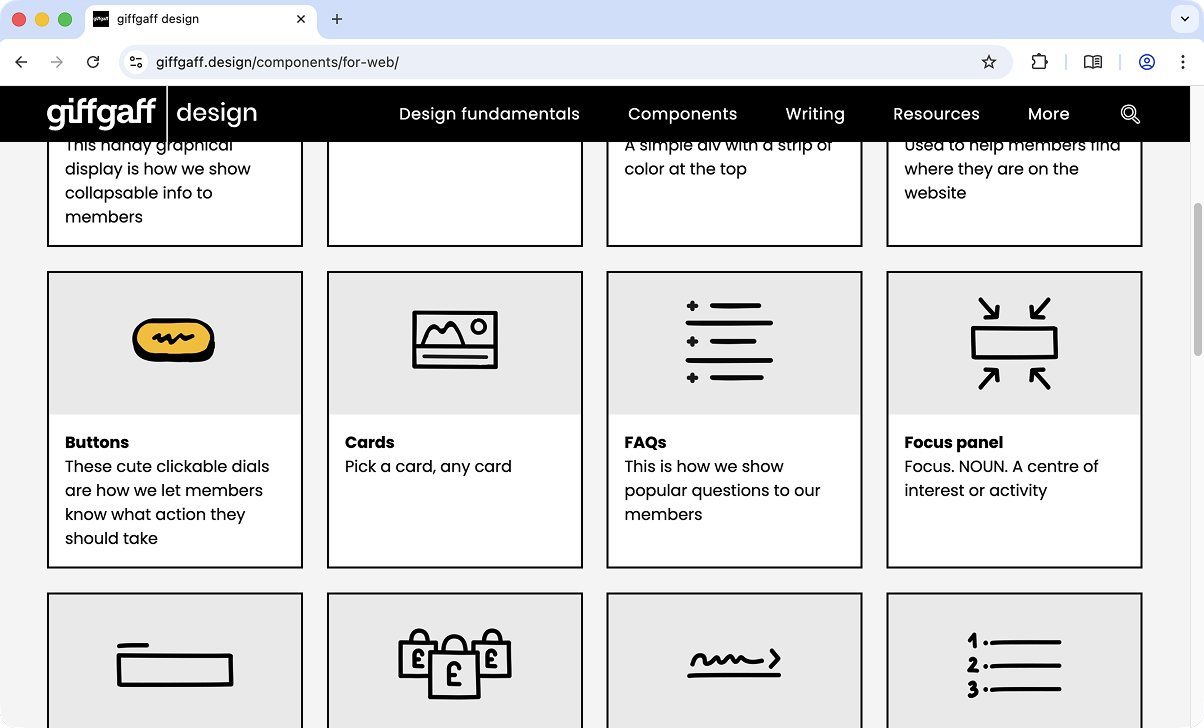 giffgaff design
giffgaff.design/components/for-web/
giffgaff design
Design fundamentals
Components
Writing
Resources
More
This handy graphical
display is how we show
collapsable info to
members
A simple div with a strip of
color at the top
Used to help members find
where they are on the
website
Buttons
These cute clickable dials
are how we let members
know what action they
should take
Cards
Pick a card, any card
FAQs
This is how we show
popular questions to our
members
Focus panel
Focus. NOUN. A centre of
interest or activity
£ £ £
1.
2.
3.